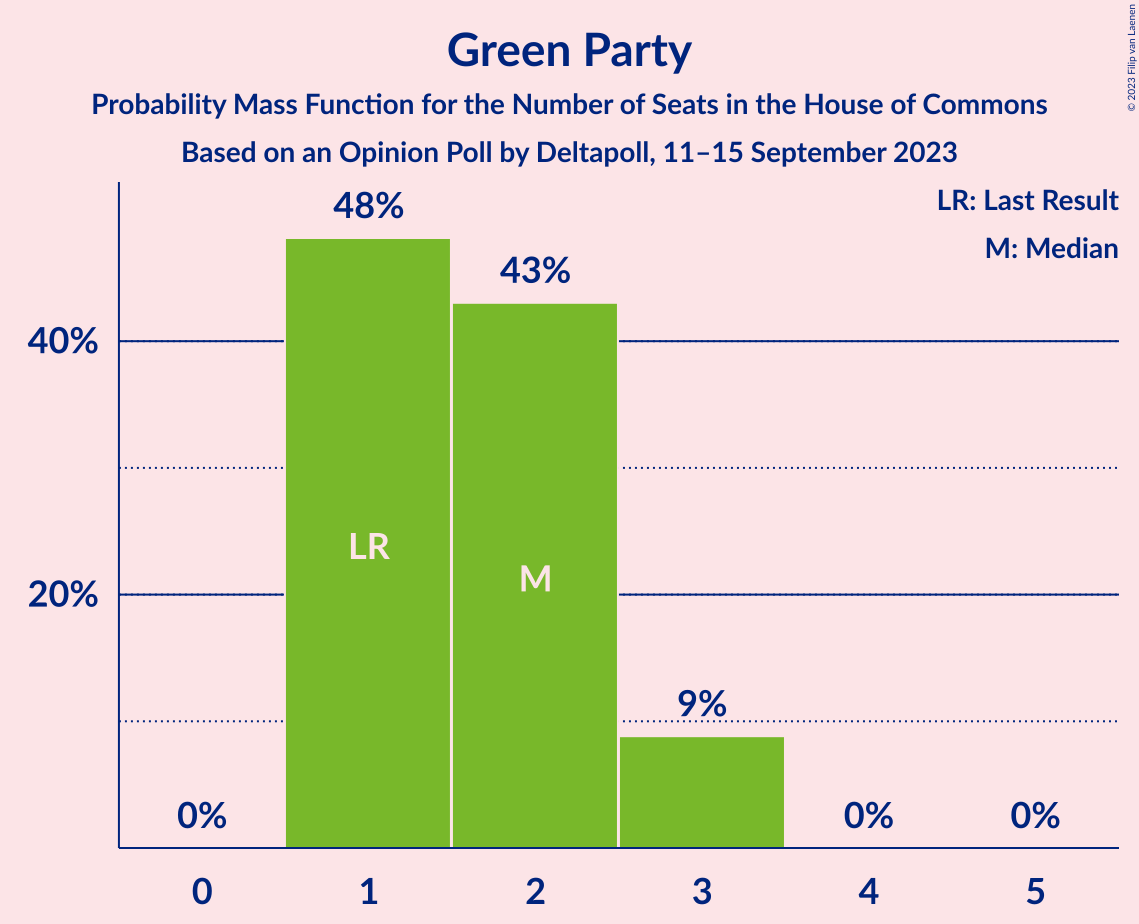 Green Party
Probability Mass Function for the Number of Seats in the House of Commons
Based on an Opinion Poll by Deltapoll, 11–15 September 2023
© 2023 Filip van Laenen
LR: Last Result
M: Median
48%
43%
40%
LR
M
20%
9%
0%
0%
0%
0 1 2 3 4 5